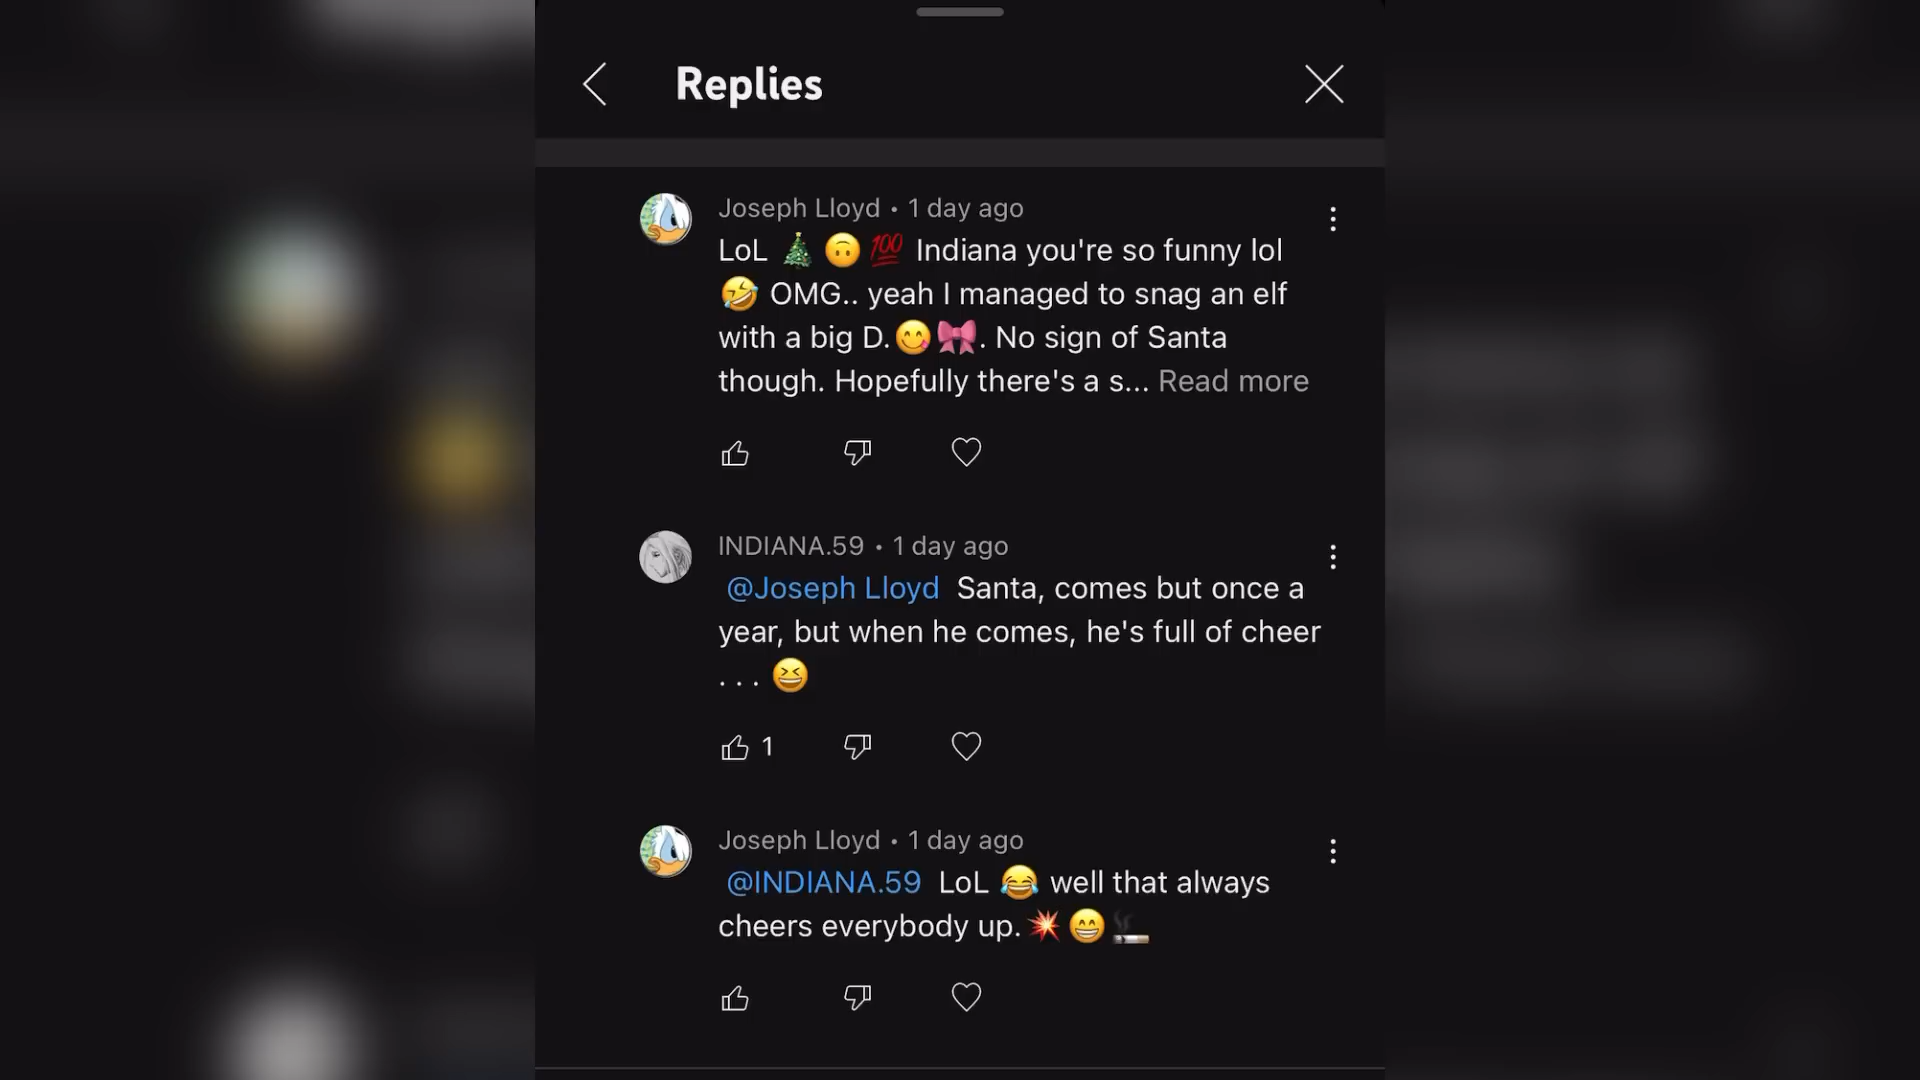 Replies
Joseph Lloyd • 1 day ago
LoL 🎄 🙃 💯 Indiana you're so funny lol
🤣 OMG.. yeah I managed to snag an elf
with a big D.😋🎀. No sign of Santa
though. Hopefully there's a s... Read more
INDIANA.59 • 1 day ago
@Joseph Lloyd Santa, comes but once a
year, but when he comes, he's full of cheer
. . . 😆
1
Joseph Lloyd • 1 day ago
@INDIANA.59 LoL 😂 well that always
cheers everybody up. 💥 😁 🚬